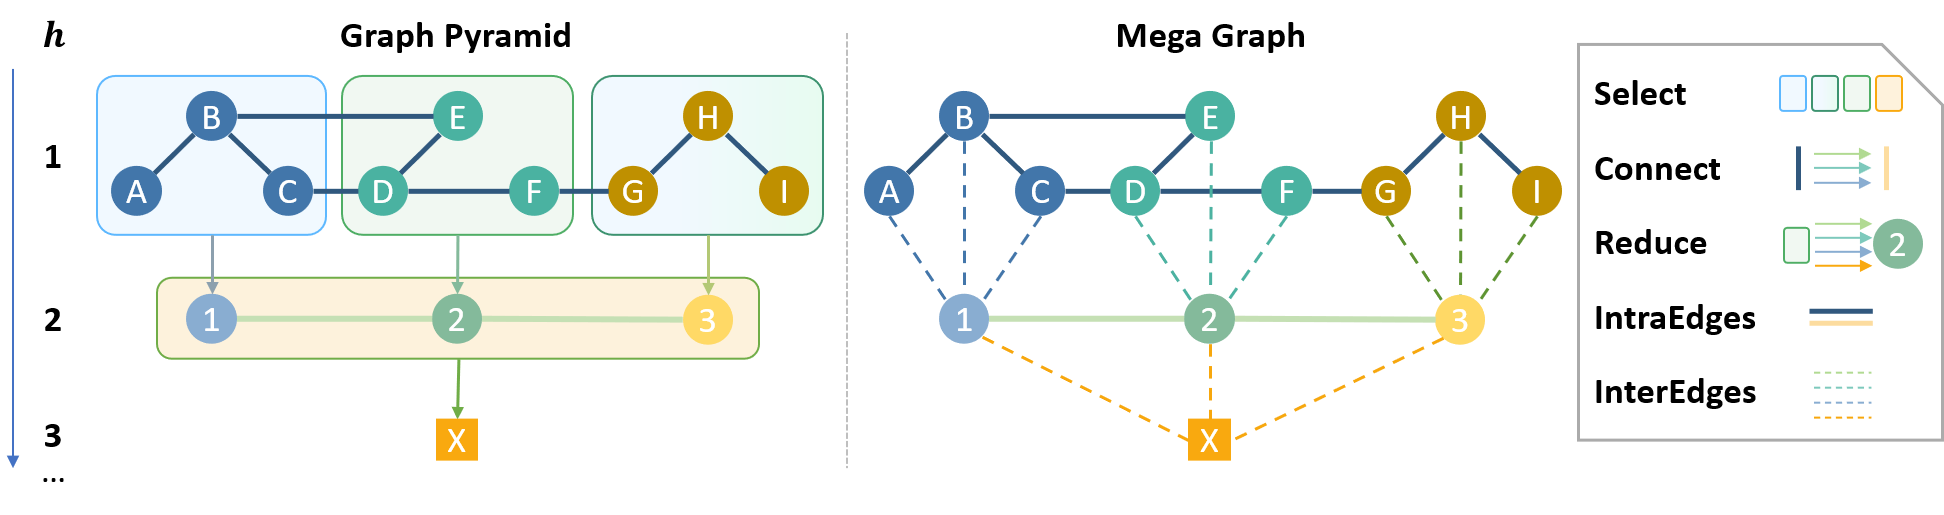 h
Graph Pyramid
Mega Graph
B E H
B E H
Select
1
Connect
A C D F G I
A C D F G I
Reduce
2
2
1 2 3
1 2 3
IntraEdges
InterEdges
3
X
X
...